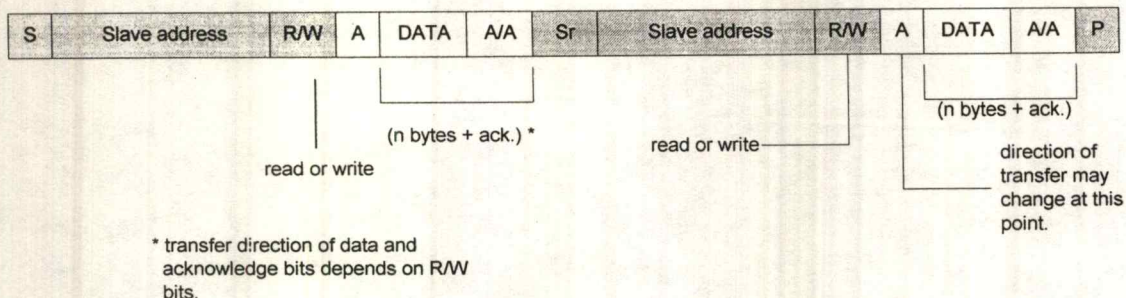 S Slave address R/W A DATA A/A Sr Slave address R/W A DATA A/A P
(n bytes + ack.) *
read or write
read or write
(n bytes + ack.)
direction of
transfer may
change at this
point.
* transfer direction of data and
acknowledge bits depends on R/W
bits.